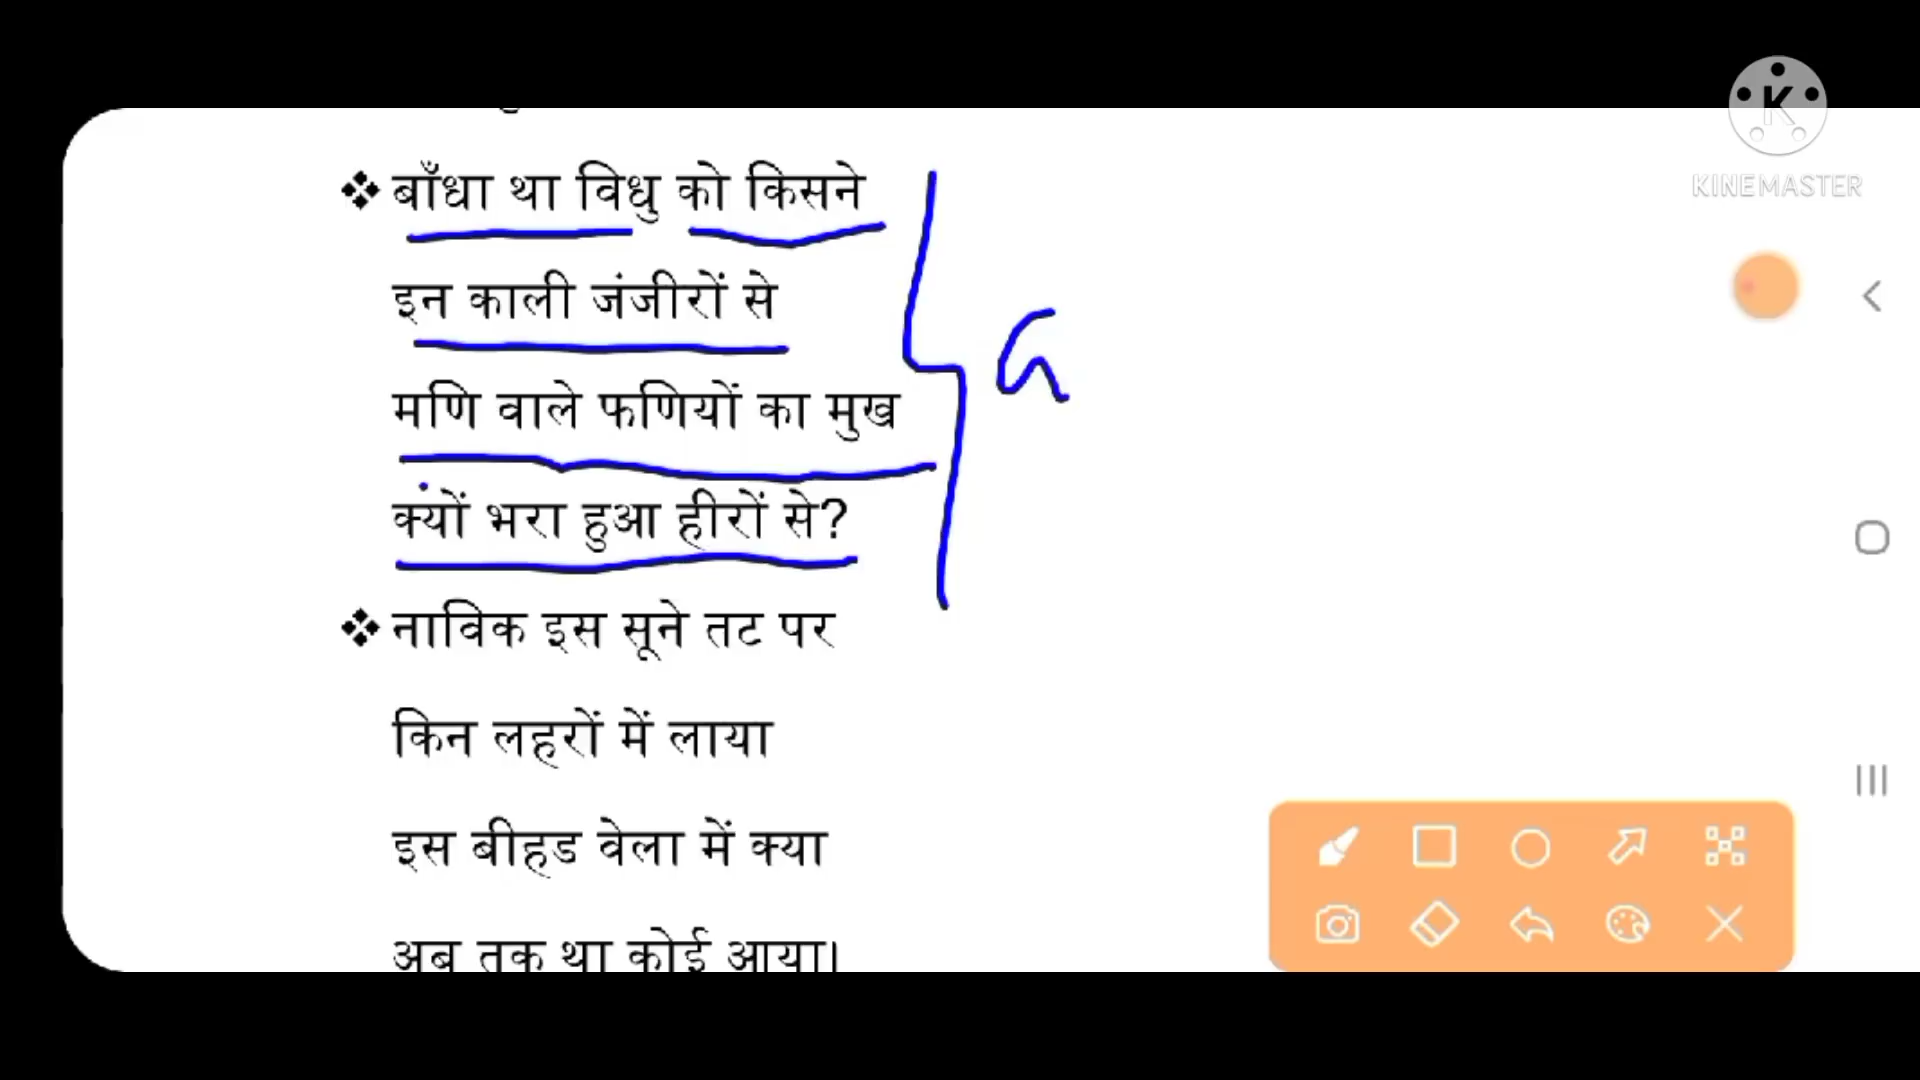 KINEMASTER
❖ बाँधा था विधु को किसने
इन काली जंजीरों से
मणि वाले फणियों का मुख
क्यों भरा हुआ हीरों से?
❖ नाविक इस सूने तट पर
किन लहरों में लाया
इस बीहड वेला में क्या
अब तक था कोई आया।